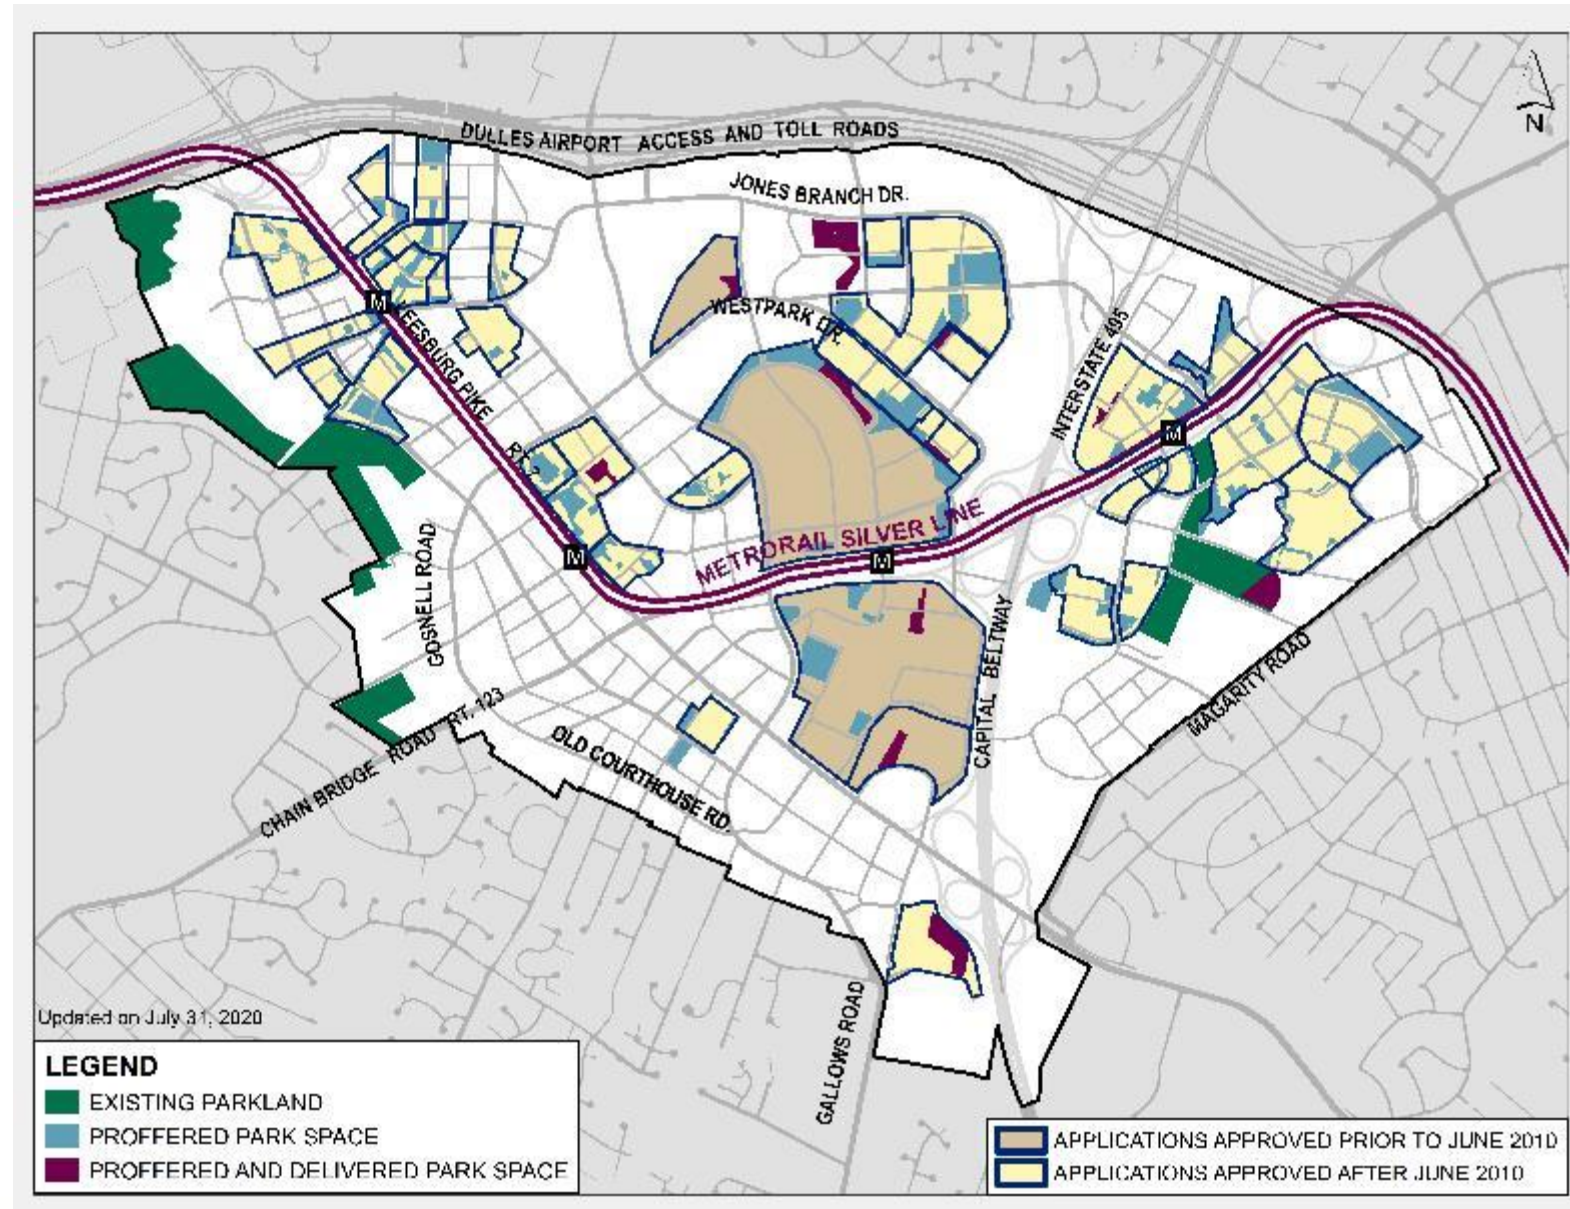 DULLES AIRPORT ACCESS AND TOLL ROADS
N
JONES BRANCH DR.
M
WESTPARK DR.
LEESBURG PIKE
INTERSTATE 495
M
RT. 7
METRORAIL SILVER LINE
M
M
GOSNELL ROAD
CAPITAL BELTWAY
MAGARITY ROAD
CHAIN BRIDGE ROAD RT. 123
OLD COURTHOUSE RD.
GALLOWS ROAD
Updated on July 31, 2020
LEGEND
EXISTING PARKLAND
PROFFERED PARK SPACE
PROFFERED AND DELIVERED PARK SPACE
APPLICATIONS APPROVED PRIOR TO JUNE 2010
APPLICATIONS APPROVED AFTER JUNE 2010